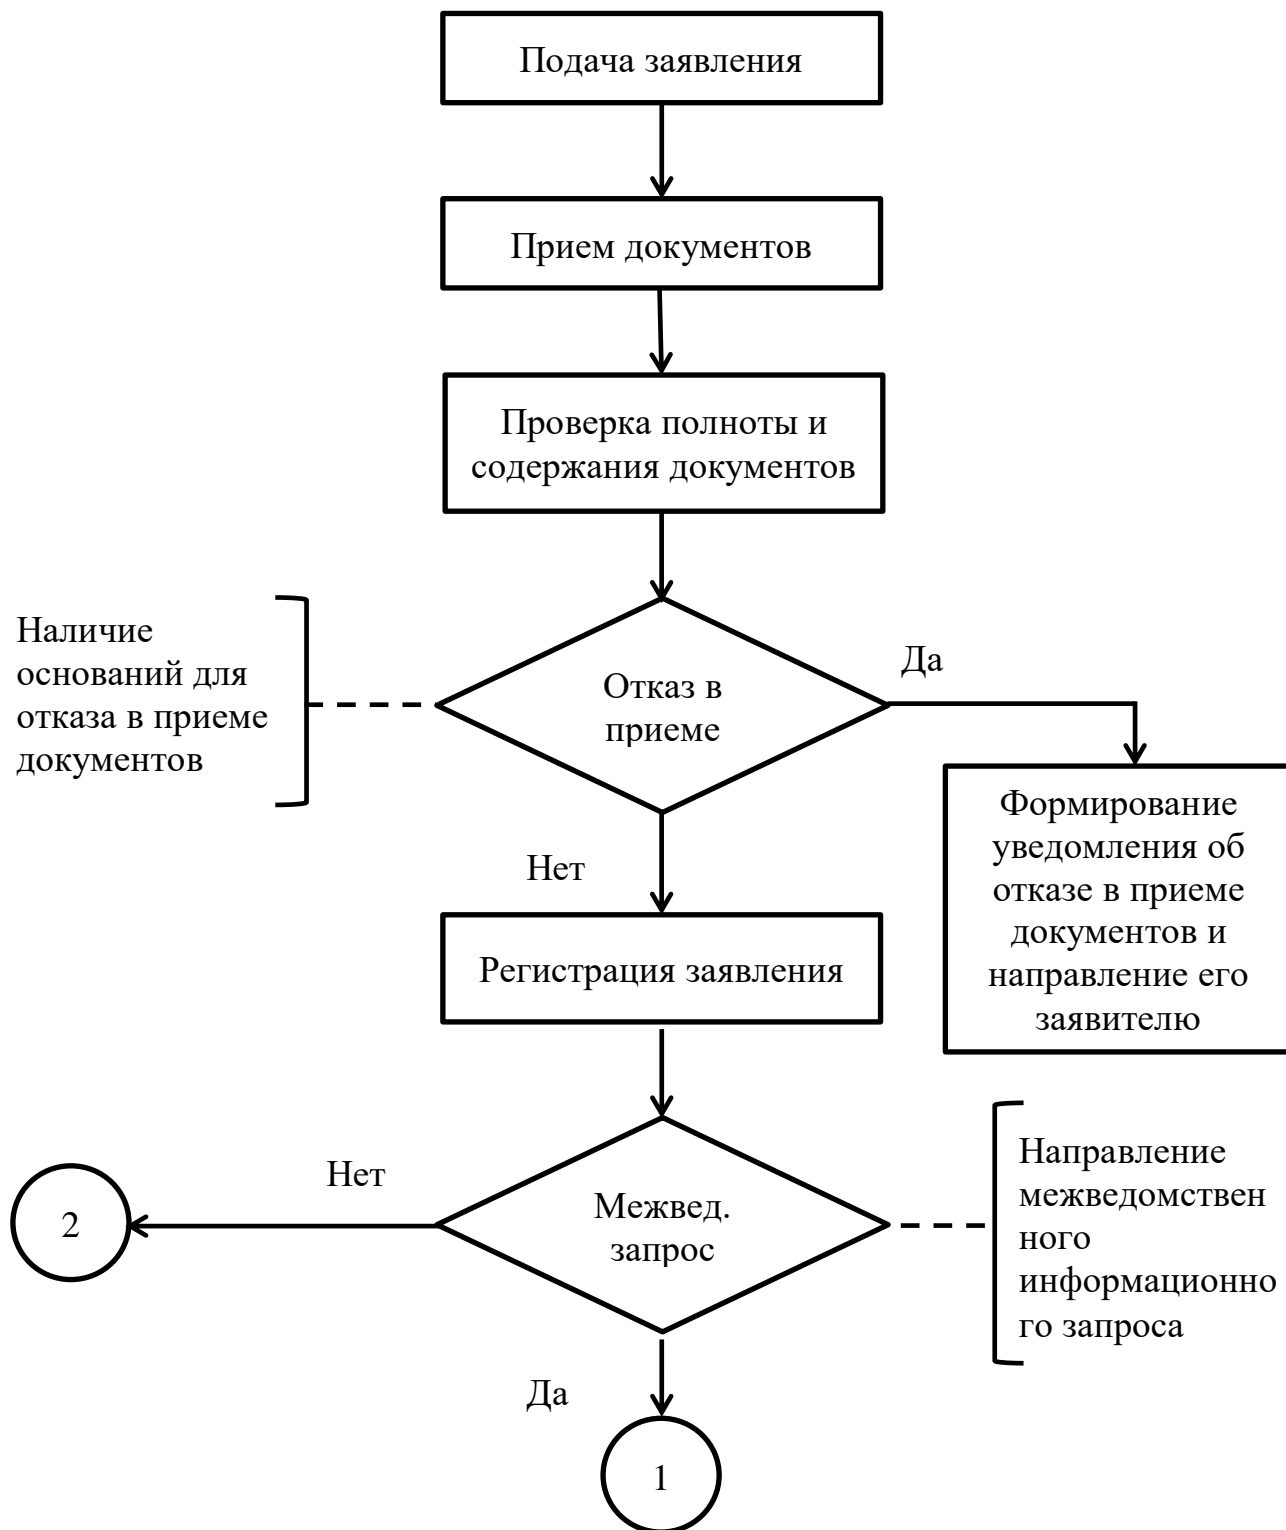 Подача заявления
Прием документов
Проверка полноты и
содержания документов
Наличие
оснований для
отказа в приеме
документов
Отказ в
приеме
Да
Формирование
уведомления об
отказе в приеме
документов и
направление его
заявителю
Нет
Регистрация заявления
Нет
2
Межвед.
запрос
Направление
межведомствен
ного
информационно
го запроса
Да
1